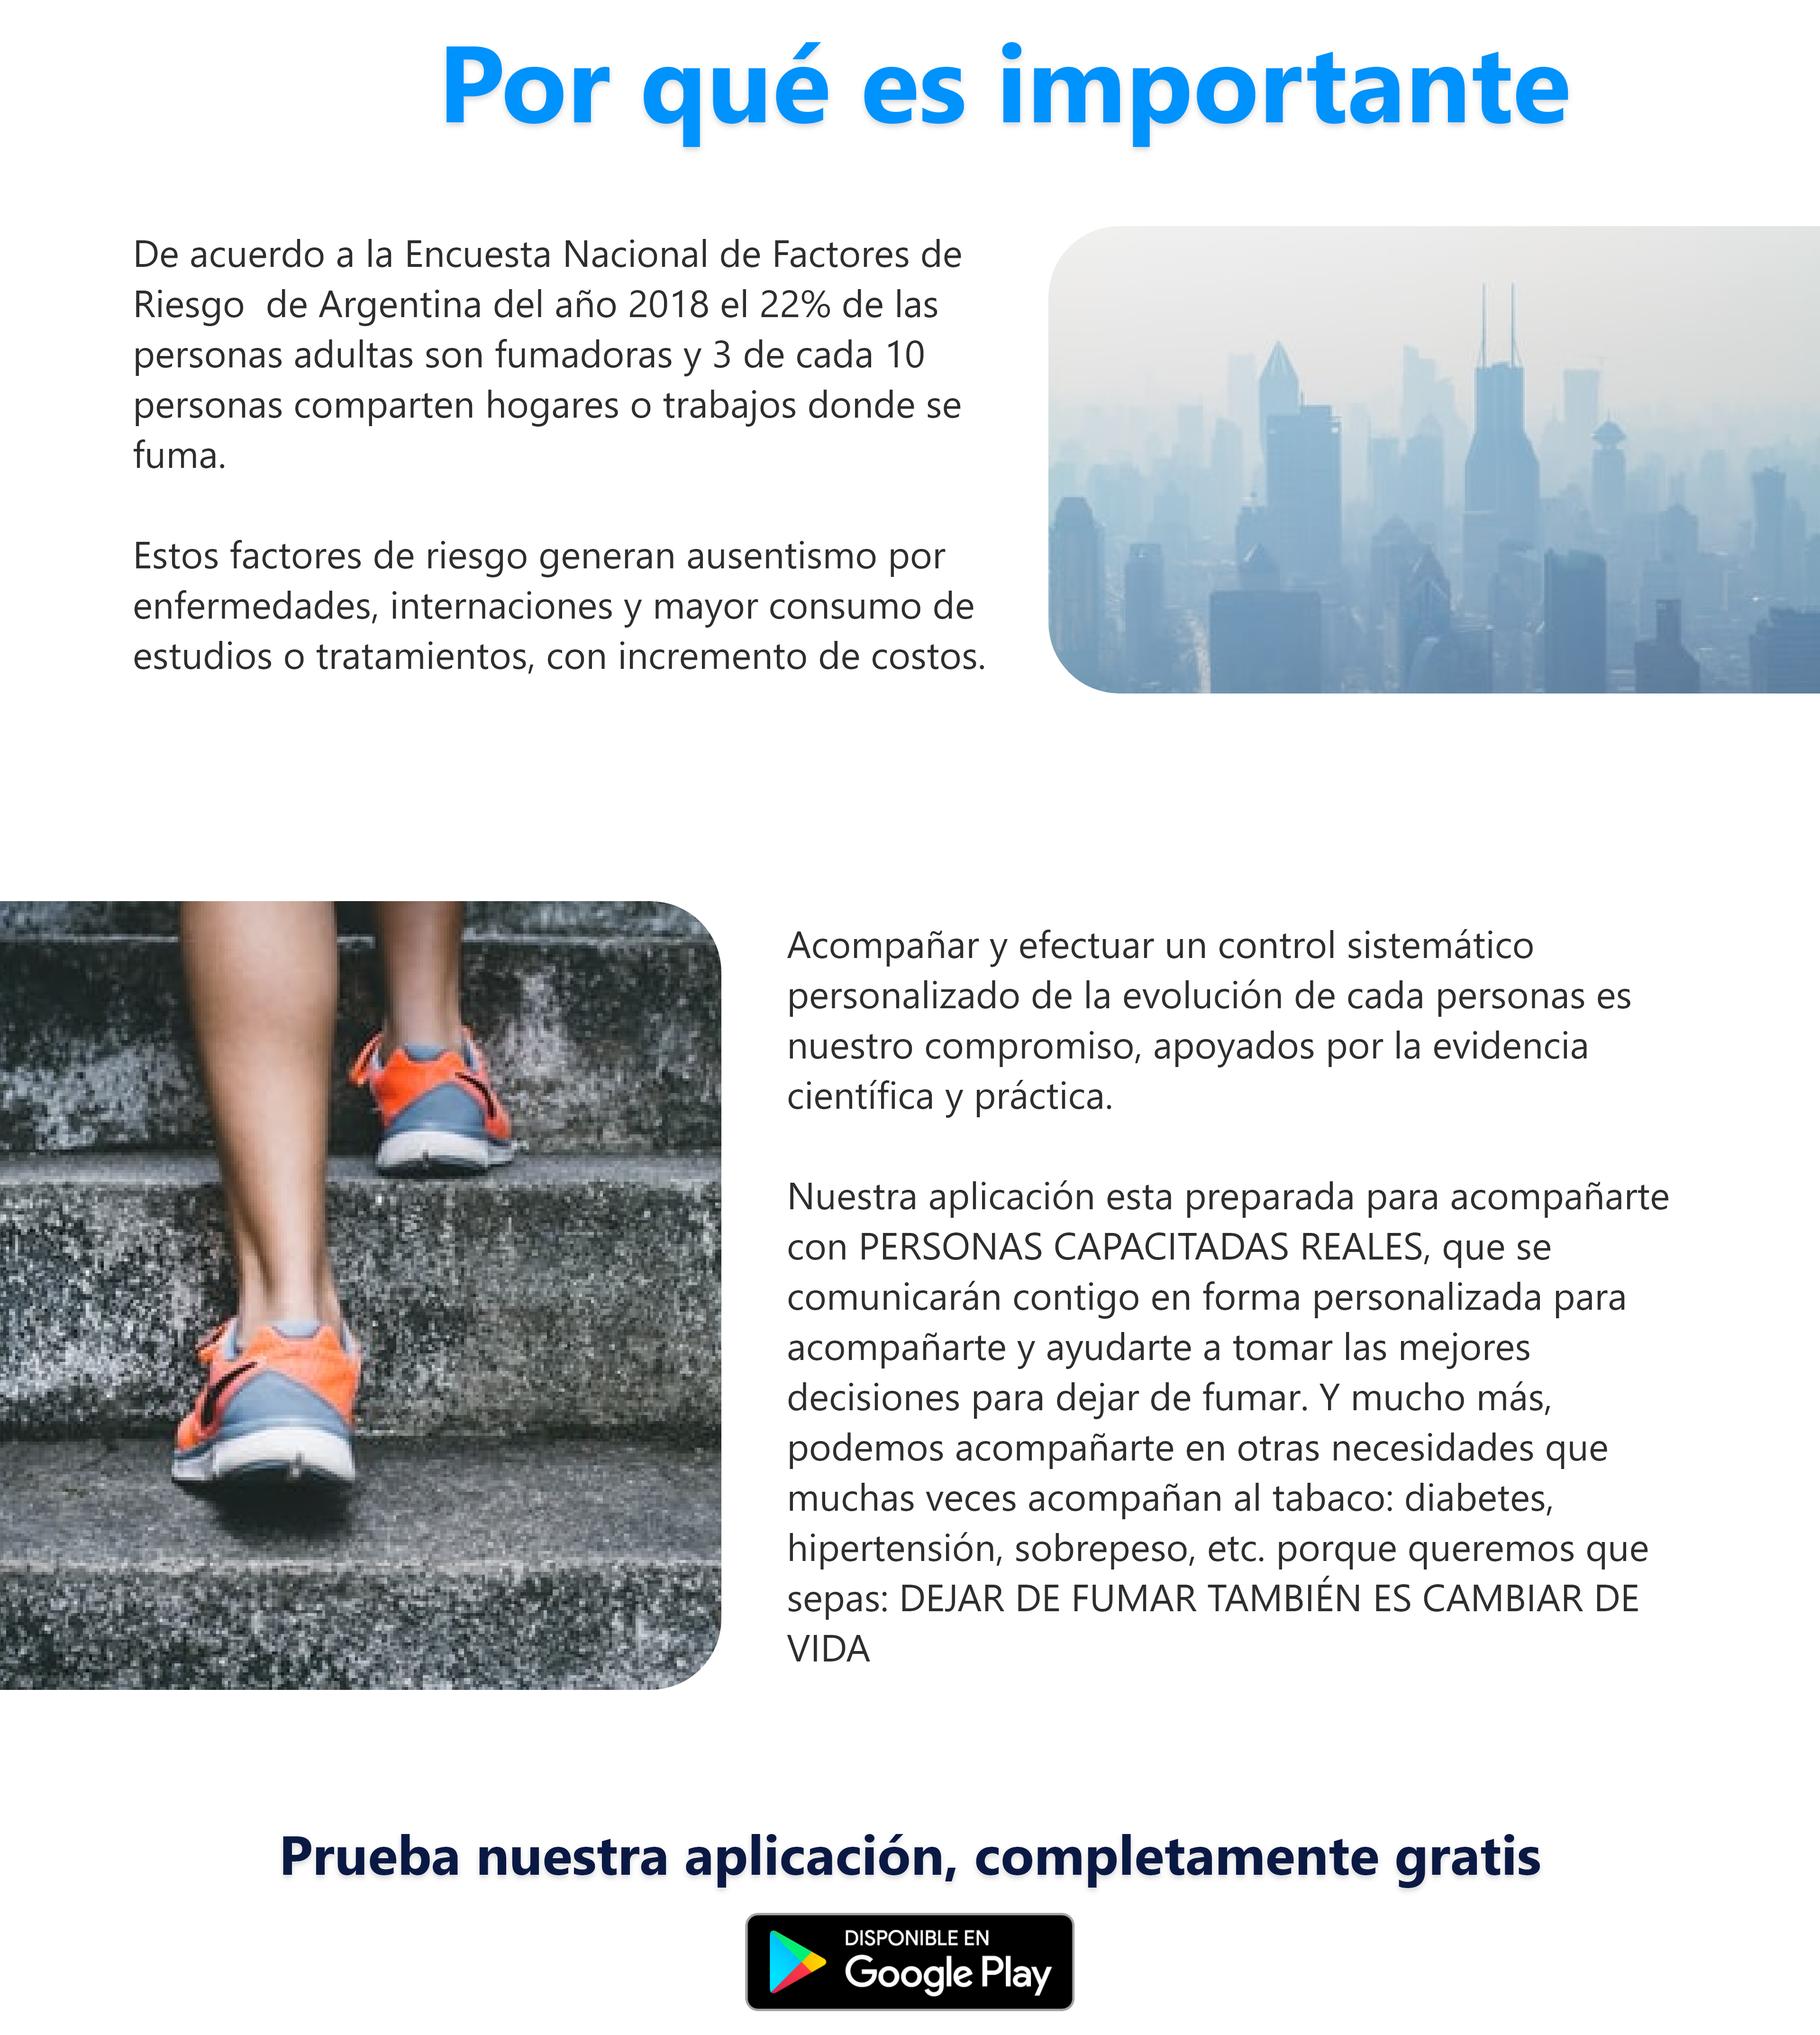 Por qué es importante
De acuerdo a la Encuesta Nacional de Factores de
Riesgo  de Argentina del año 2018 el 22% de las
personas adultas son fumadoras y 3 de cada 10
personas comparten hogares o trabajos donde se
fuma.
Estos factores de riesgo generan ausentismo por
enfermedades, internaciones y mayor consumo de
estudios o tratamientos, con incremento de costos.
Acompañar y efectuar un control sistemático
personalizado de la evolución de cada personas es
nuestro compromiso, apoyados por la evidencia
científica y práctica.
Nuestra aplicación esta preparada para acompañarte
con PERSONAS CAPACITADAS REALES, que se
comunicarán contigo en forma personalizada para
acompañarte y ayudarte a tomar las mejores
decisiones para dejar de fumar. Y mucho más,
podemos acompañarte en otras necesidades que
muchas veces acompañan al tabaco: diabetes,
hipertensión, sobrepeso, etc. porque queremos que
sepas: DEJAR DE FUMAR TAMBIÉN ES CAMBIAR DE
VIDA
Prueba nuestra aplicación, completamente gratis
DISPONIBLE EN
Google Play